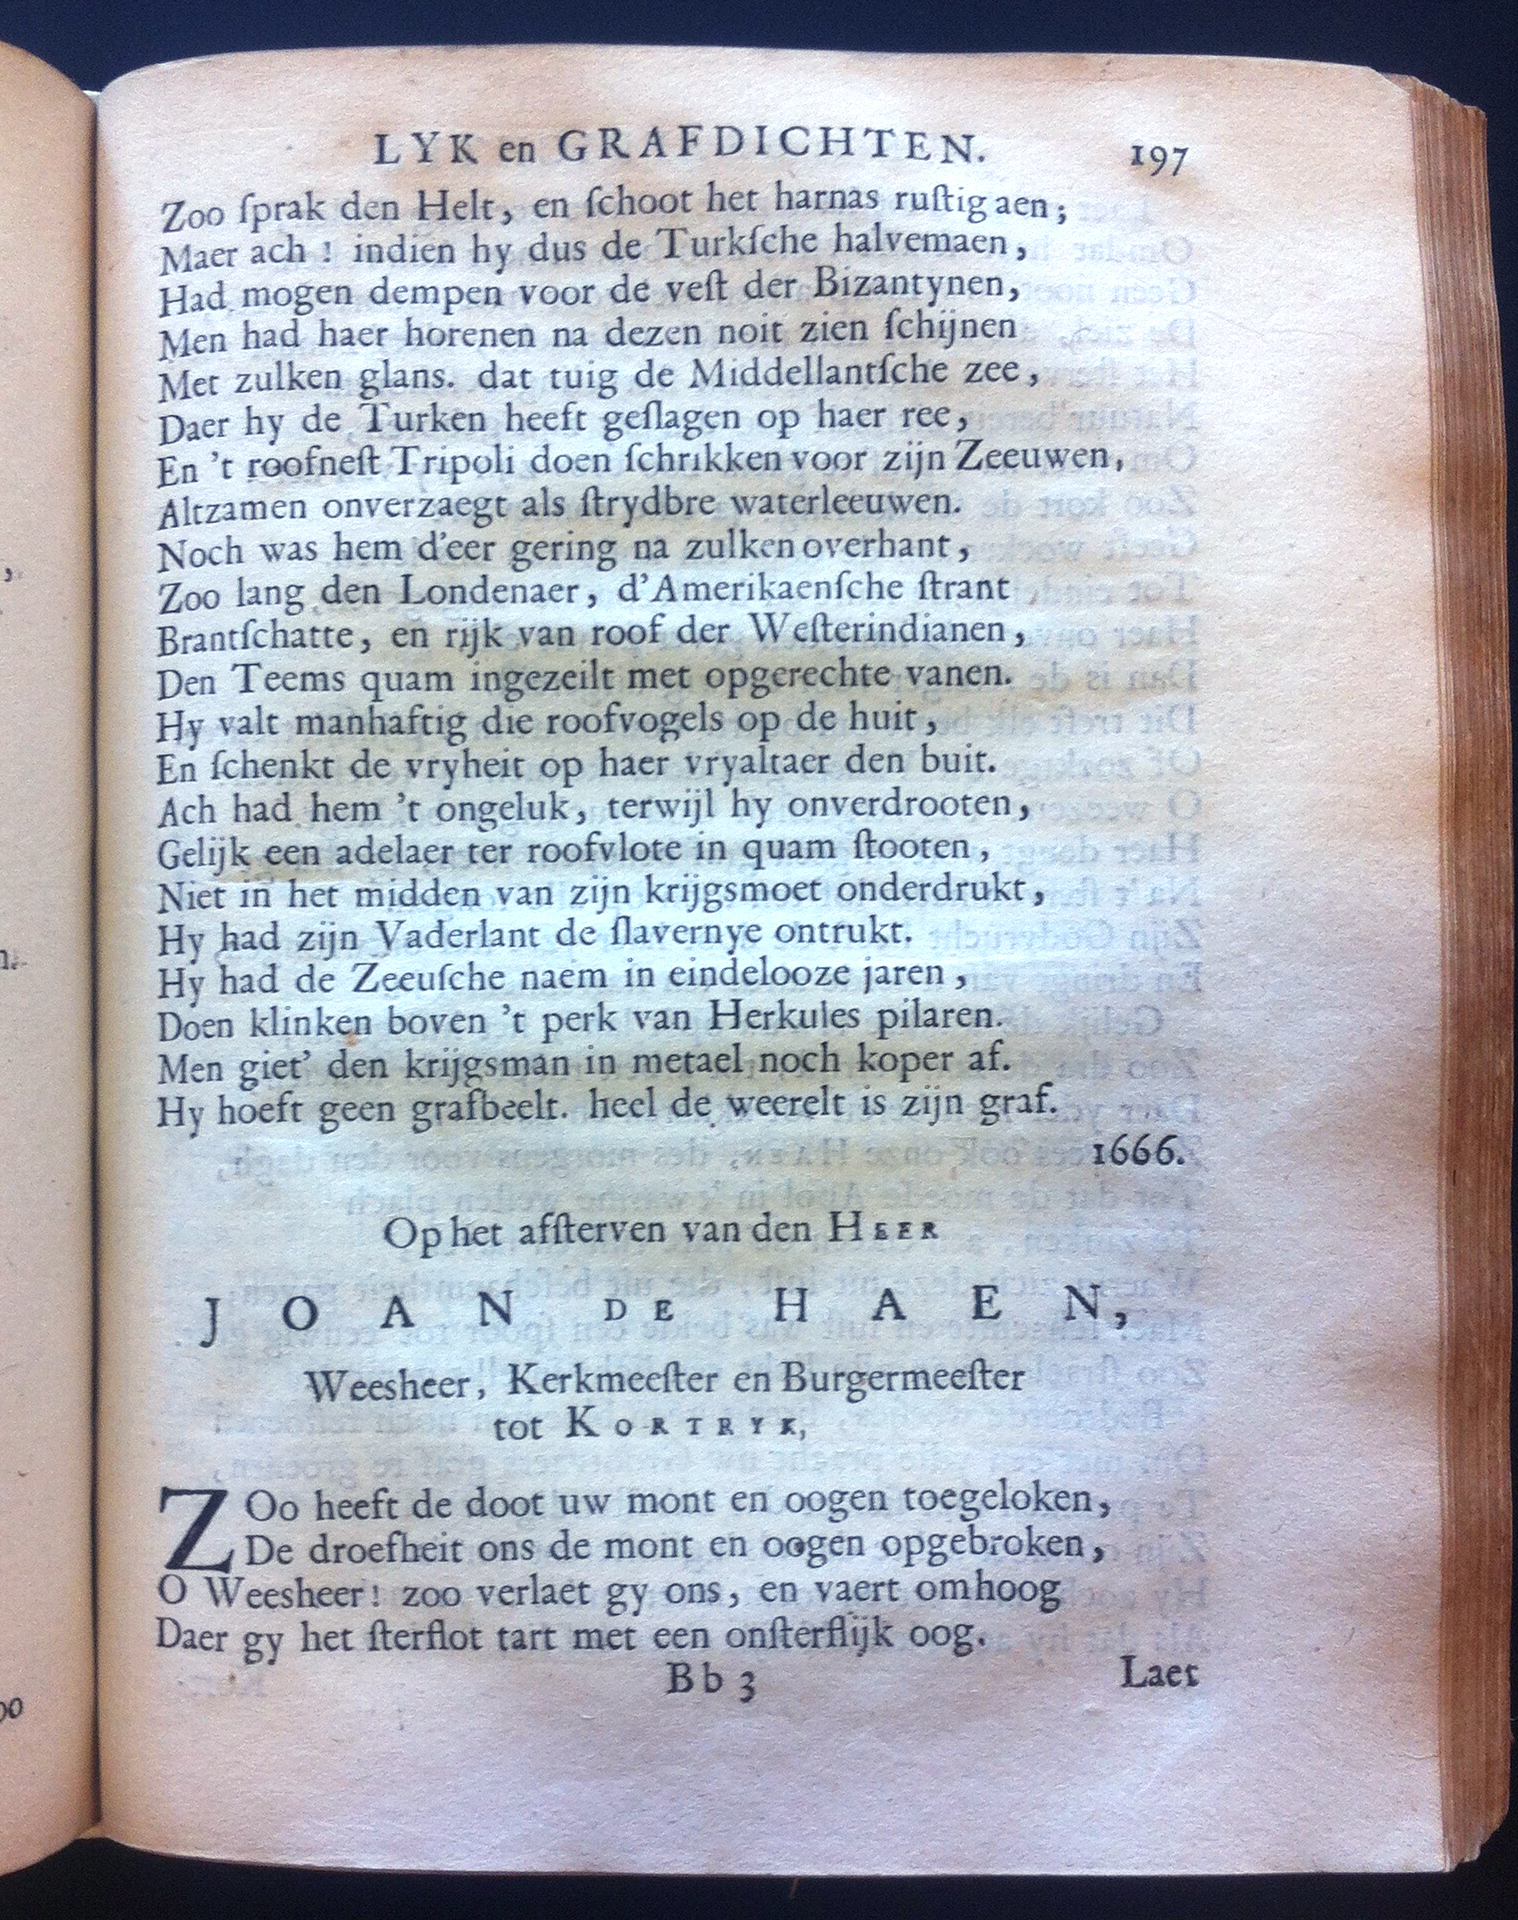 LYK en GRAFDICHTEN. 197
Zoo ſprak den Helt, en ſchoot het harnas ruſtig aen;
Maer ach! indien hy dus de Turkſche halvemaen,
Had mogen dempen voor de veſt der Bizantynen,
Men had haer horenen na dezen noit zien ſchijnen
Met zulken glans. dat tuig de Middellantſche zee,
Daer hy de Turken heeft geſlagen op haer ree,
En 't roofneſt Tripoli doen ſchrikken voor zijn Zeeuwen,
Altzamen onverzaegt als ſtrydbre waterleeuwen.
Noch was hem d'eer gering na zulken overhant,
Zoo lang den Londenaer, d'Amerikaenſche ſtrant
Brantſchatte, en rijk van roof der Weſterindianen,
Den Teems quam ingezeilt met opgerechte vanen.
Hy valt manhaftig die roofvogels op de huit,
En ſchenkt de vryheit op haer vryaltaer den buit.
Ach had hem 't ongeluk, terwijl hy onverdrooten,
Gelijk een adelaer ter roofvlote in quam ſtooten,
Niet in het midden van zijn krijgsmoet onderdrukt,
Hy had zijn Vaderlant de ſlavernye ontrukt.
Hy had de Zeeuſche naem in eindelooze jaren,
Doen klinken boven 't perk van Herkules pilaren.
Men giet' den krijgsman in metael noch koper af.
Hy hoeft geen grafbeelt. heel de weerelt is zijn graf.
1666.
Op het afſterven van den HEER
JOAN DE HAEN,
Weesheer, Kerkmeeſter en Burgermeeſter
tot KORTRYK,
ZOo heeft de doot uw mont en oogen toegeloken,
De droefheit ons de mont en oogen opgebroken,
O Weesheer! zoo verlaet gy ons, en vaert omhoog
Daer gy het ſterflot tart met een onſterflijk oog.
Bb 3 Laet